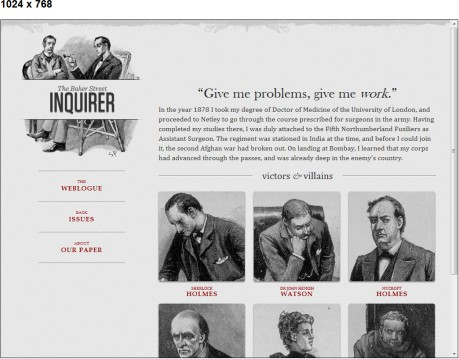 1024 x 768
The Baker Street
INQUIRER
THE
WEBLOGUE
BACK
ISSUES
ABOUT
OUR PAPER
“Give me problems, give me work.”
In the year 1878 I took my degree of Doctor of Medicine of the University of London, and
proceeded to Netley to go through the course prescribed for surgeons in the army. Having
completed my studies there, I was duly attached to the Fifth Northumberland Fusiliers as
Assistant Surgeon. The regiment was stationed in India at the time, and before I could join
it, the second Afghan war had broken out. On landing at Bombay, I learned that my corps
had advanced through the passes, and was already deep in the enemy’s country.
victors & villains
SHERLOCK
HOLMES
DR JOHN HAMISH
WATSON
MYCROFT
HOLMES